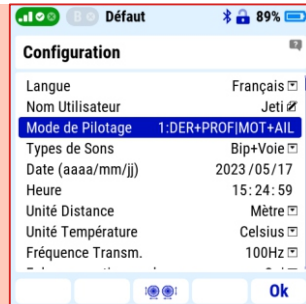 B Défaut 89%
Configuration
Langue Français
Nom Utilisateur Jeti
Mode de Pilotage 1:DER+PROF|MOT+AIL
Types de Sons Bip+Voie
Date (aaaa/mm/jj) 2023/05/17
Heure 15:24:59
Unité Distance Mètre
Unité Température Celsius
Fréquence Transm. 100Hz
Ok